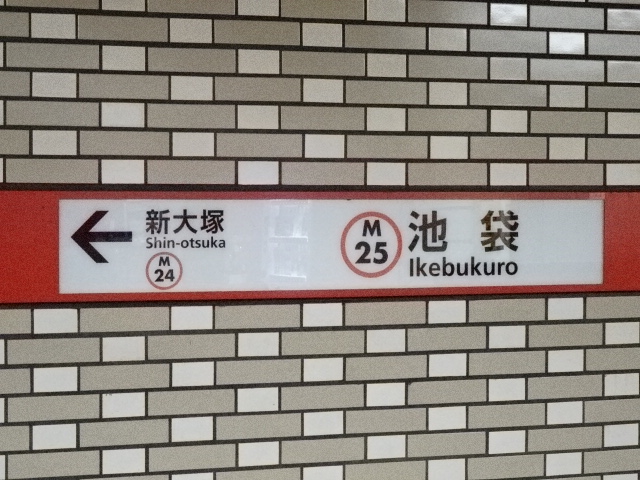 新大塚
Shin-otsuka
M
24
M
25
池袋
Ikebukuro